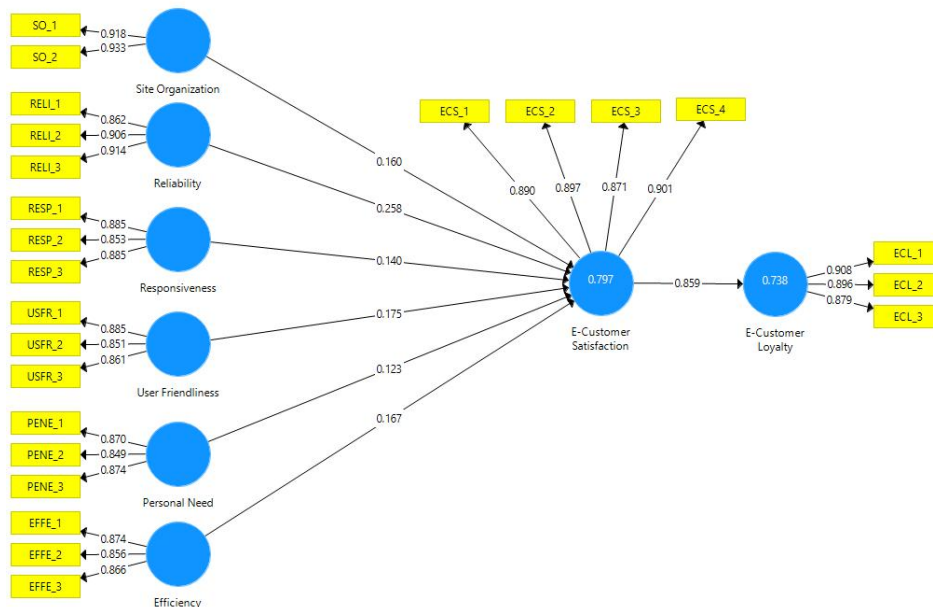 SO_1
0.918
SO_2
0.933
Site Organization
RELI_1
0.862
RELI_2
0.906
RELI_3
0.914
Reliability
RESP_1
0.885
RESP_2
0.853
RESP_3
0.885
Responsiveness
USFR_1
0.885
USFR_2
0.851
USFR_3
0.861
User Friendliness
PENE_1
0.870
PENE_2
0.849
PENE_3
0.874
Personal Need
EFFE_1
0.874
EFFE_2
0.856
EFFE_3
0.866
Efficiency
0.160
0.258
0.140
0.175
0.123
0.167
ECS_1
ECS_2
ECS_3
ECS_4
0.890
0.897
0.871
0.901
0.797
E-Customer
Satisfaction
0.859
0.738
E-Customer
Loyalty
0.908
0.896
0.879
ECL_1
ECL_2
ECL_3